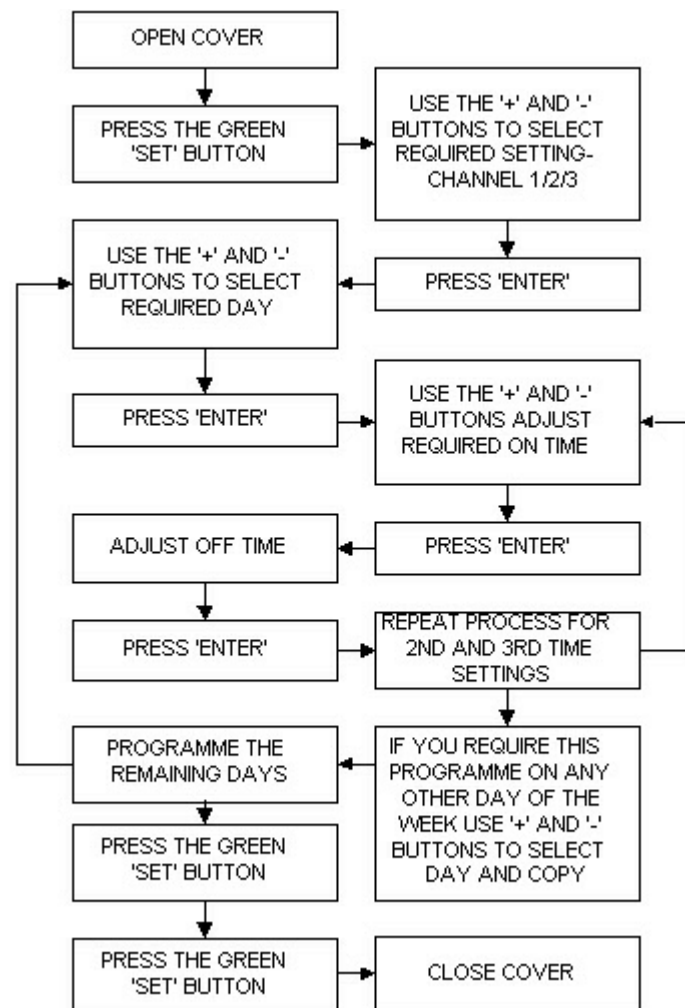 OPEN COVER
PRESS THE GREEN
'SET' BUTTON
USE THE '+' AND '-'
BUTTONS TO SELECT
REQUIRED SETTING-
CHANNEL 1/2/3
PRESS 'ENTER'
USE THE '+' AND '-'
BUTTONS TO SELECT
REQUIRED DAY
PRESS 'ENTER'
USE THE '+' AND '-'
BUTTONS ADJUST
REQUIRED ON TIME
PRESS 'ENTER'
ADJUST OFF TIME
PRESS 'ENTER'
REPEAT PROCESS FOR
2ND AND 3RD TIME
SETTINGS
IF YOU REQUIRE THIS
PROGRAMME ON ANY
OTHER DAY OF THE
WEEK USE '+' AND '-'
BUTTONS TO SELECT
DAY AND COPY
PROGRAMME THE
REMAINING DAYS
PRESS THE GREEN
'SET' BUTTON
PRESS THE GREEN
'SET' BUTTON
CLOSE COVER